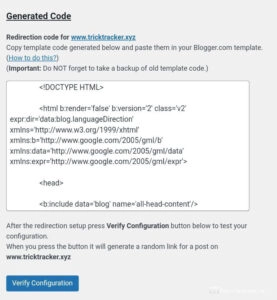 Generated Code
Redirection code for www.tricktracker.xyz
Copy template code generated below and paste them in your Blogger.com template.
(How to do this?)
(Important: Do NOT forget to take a backup of old template code.)
<!DOCTYPE HTML>
<html b:render='false' b:version='2' class='v2'
expr:dir='data:blog.languageDirection'
xmlns='http://www.w3.org/1999/xhtml'
xmlns:b='http://www.google.com/2005/gml/b'
xmlns:data='http://www.google.com/2005/gml/data'
xmlns:expr='http://www.google.com/2005/gml/expr'>
<head>
<b:include data='blog' name='all-head-content'/>
After the redirection setup press Verify Configuration button below to test your
configuration.
When you press the button it will generate a random link for a post on
www.tricktracker.xyz
Verify Configuration